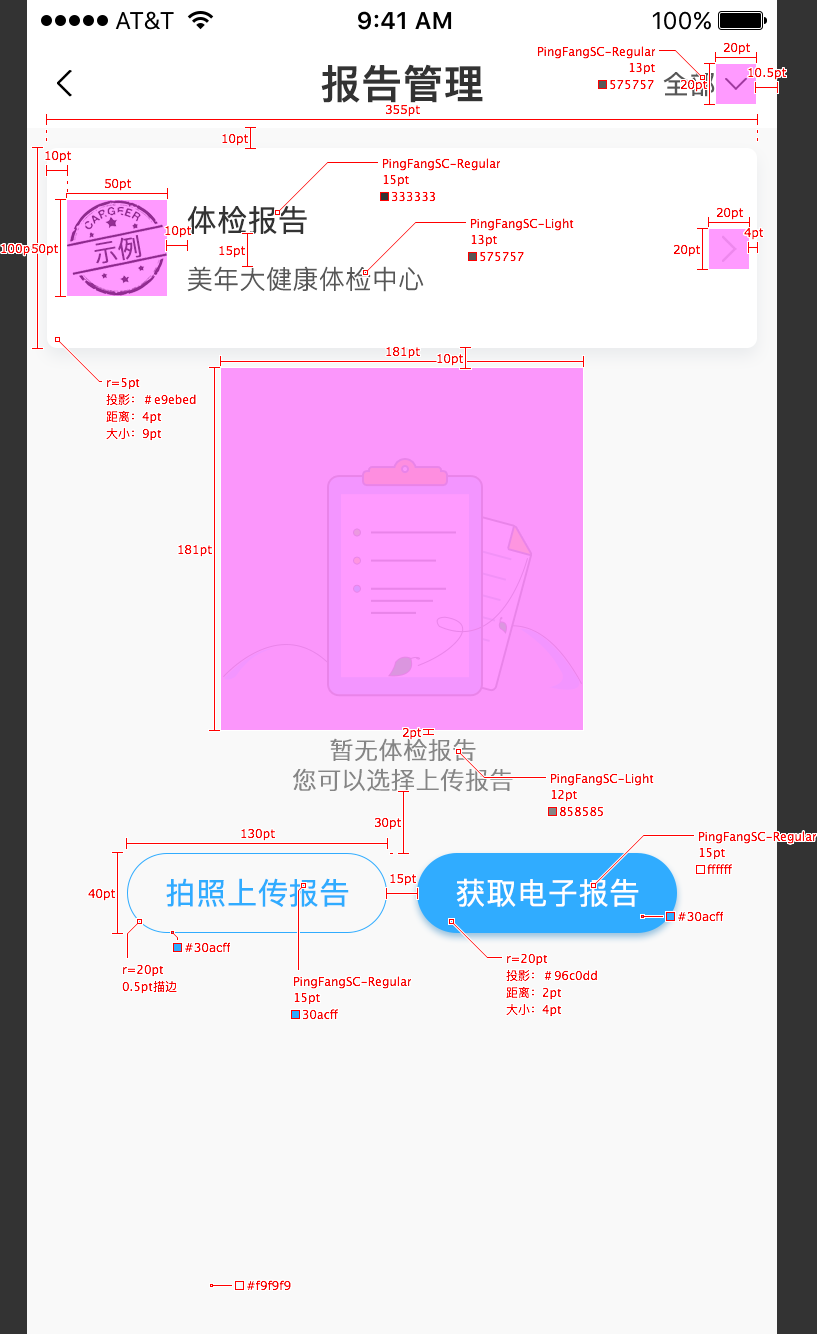 ●●●●● AT&T 9:41 AM 100%
报告管理
全部
PingFangSC-Regular
13pt
575757
20pt
20pt
10.5pt
355pt
10pt
10pt
50pt
CAPGEER
示例
50pt
100p
10pt
体检报告
PingFangSC-Regular
15pt
333333
15pt
美年大健康体检中心
PingFangSC-Light
13pt
575757
20pt
20pt
4pt
r=5pt
投影: #e9ebed
距离: 4pt
大小: 9pt
181pt
10pt
181pt
2pt
暂无体检报告
您可以选择上传报告
PingFangSC-Light
12pt
858585
30pt
130pt
40pt
拍照上传报告
15pt
获取电子报告
PingFangSC-Regular
15pt
ffffff
#30acff
#30acff
r=20pt
0.5pt描边
PingFangSC-Regular
15pt
30acff
r=20pt
投影: #96c0dd
距离: 2pt
大小: 4pt
#f9f9f9